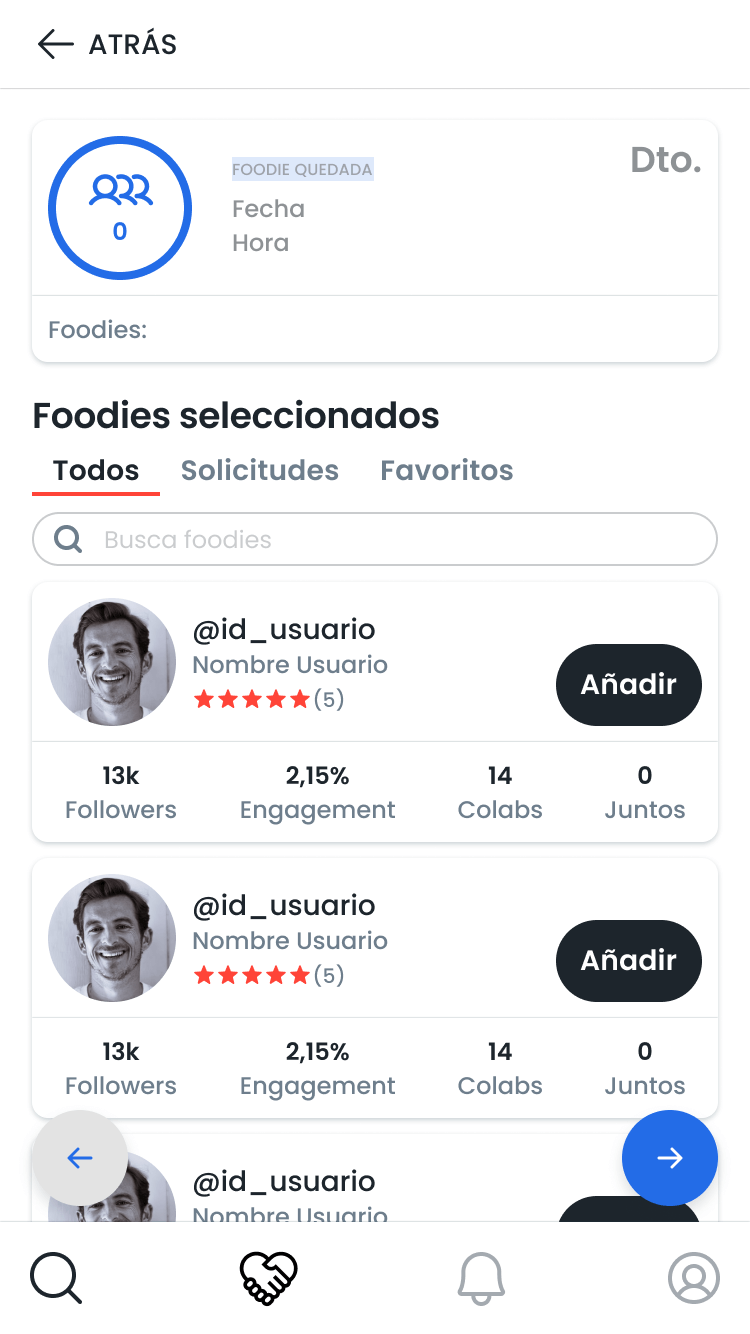 ATRÁS
FOODIE QUEDADA
Dto.
0
Fecha
Hora
Foodies:
Foodies seleccionados
Todos Solicitudes Favoritos
Busca foodies
@id_usuario
Nombre Usuario
(5)
Añadir
13k 2,15% 14 0
Followers Engagement Colabs Juntos
@id_usuario
Nombre Usuario
(5)
Añadir
13k 2,15% 14 0
Followers Engagement Colabs Juntos
@id_usuario
Nombre Usuario